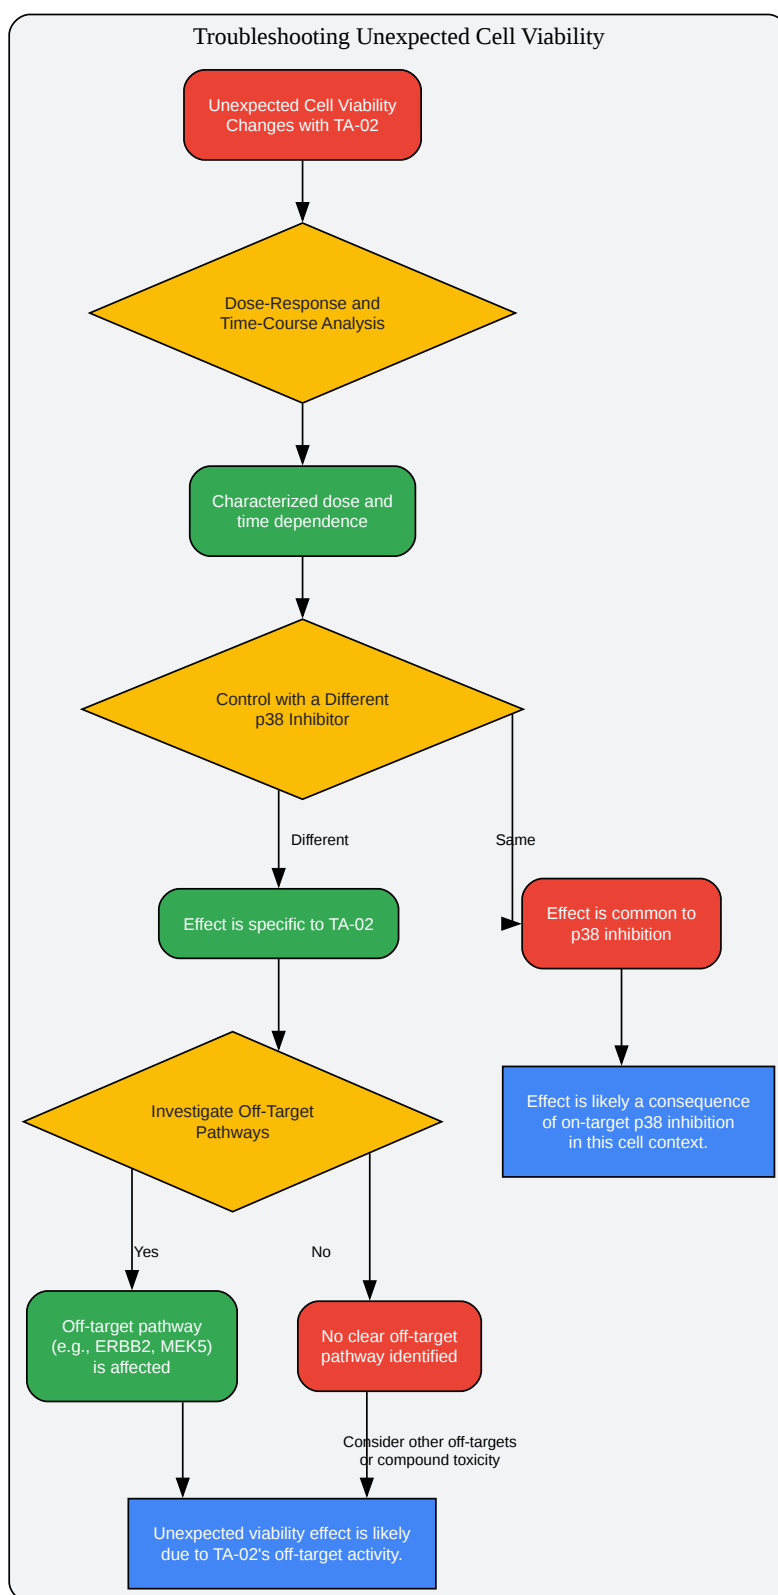 Troubleshooting Unexpected Cell Viability
Unexpected Cell Viability
Changes with TA-02
Dose-Response and
Time-Course Analysis
Characterized dose and
time dependence
Control with a Different
p38 Inhibitor
Different
Same
Effect is specific to TA-02
Effect is common to
p38 inhibition
Investigate Off-Target
Pathways
Effect is likely a consequence
of on-target p38 inhibition
in this cell context.
Yes
No
Off-target pathway
(e.g., ERBB2, MEK5)
is affected
No clear off-target
pathway identified
Consider other off-targets
or compound toxicity
Unexpected viability effect is likely
due to TA-02's off-target activity.